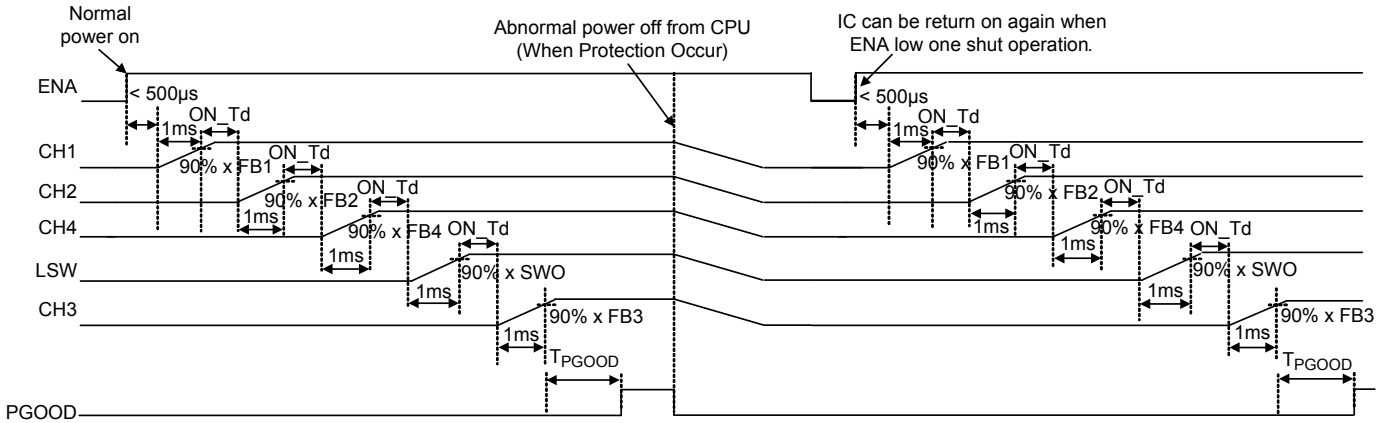 Normal
power on
Abnormal power off from CPU
(When Protection Occur)
IC can be return on again when
ENA low one shut operation.
ENA
< 500µs
< 500µs
ON_Td
ON_Td
1ms
1ms
CH1
90% x FB1
ON_Td
90% x FB1
ON_Td
CH2
90% x FB2
ON_Td
90% x FB2
ON_Td
1ms
1ms
CH4
90% x FB4
ON_Td
90% x FB4
ON_Td
1ms
1ms
LSW
90% x SWO
90% x SWO
1ms
1ms
CH3
90% x FB3
90% x FB3
1ms
1ms
TPGOOD
TPGOOD
PGOOD